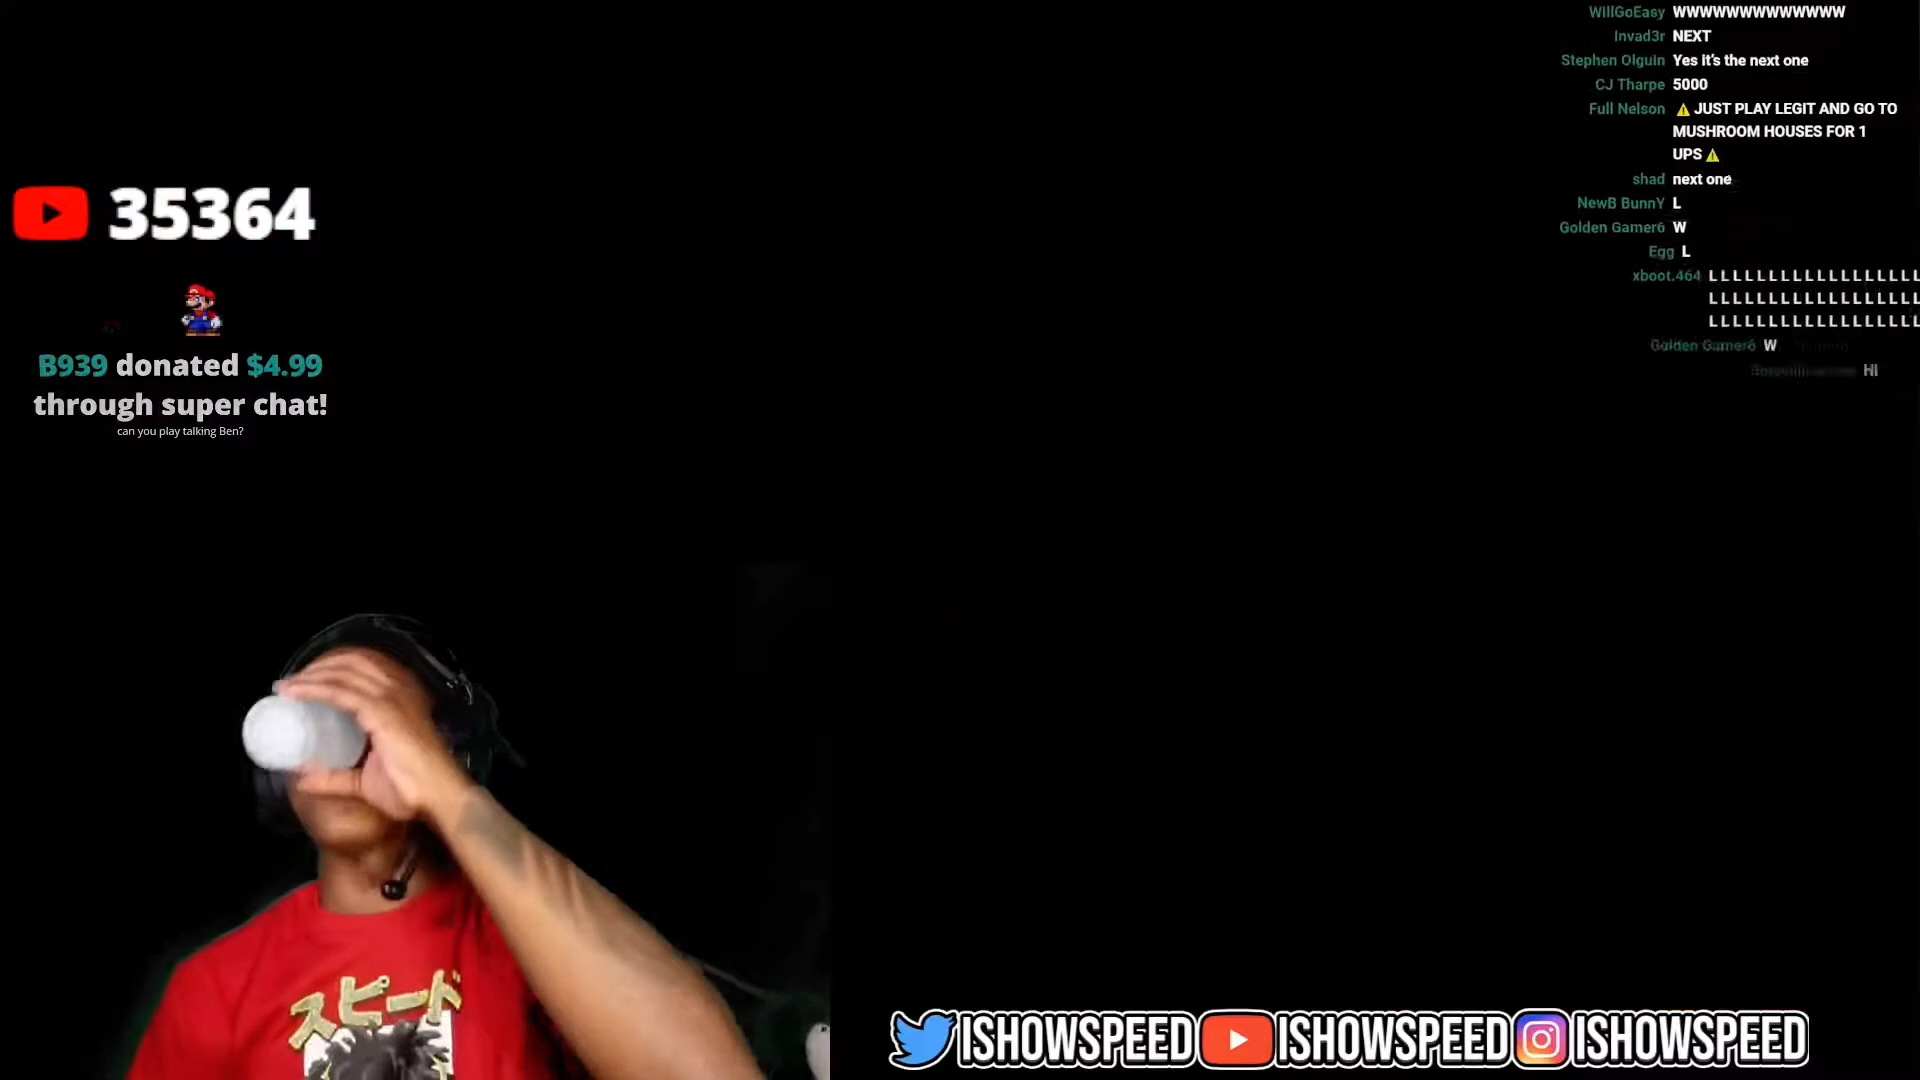 WillGoEasy WWWWWWWWWWWWW
Invad3r NEXT
Stephen Olguin Yes it's the next one
CJ Tharpe 5000
Full Nelson ⚠ JUST PLAY LEGIT AND GO TO
MUSHROOM HOUSES FOR 1
UPS ⚠
shad next one
NewB BunnY L
Golden Gamer6 W
Egg L
xboot.464 L L L L L L L L L L L L L L L L L L
L L L L L L L L L L L L L L L L L L
L L L L L L L L L L L L L L L L L L
Golden Gamer6 W
HI
35364
B939 donated $4.99
through super chat!
can you play talking Ben?
スピード
ISHOWSPEED ISHOWSPEED ISHOWSPEED